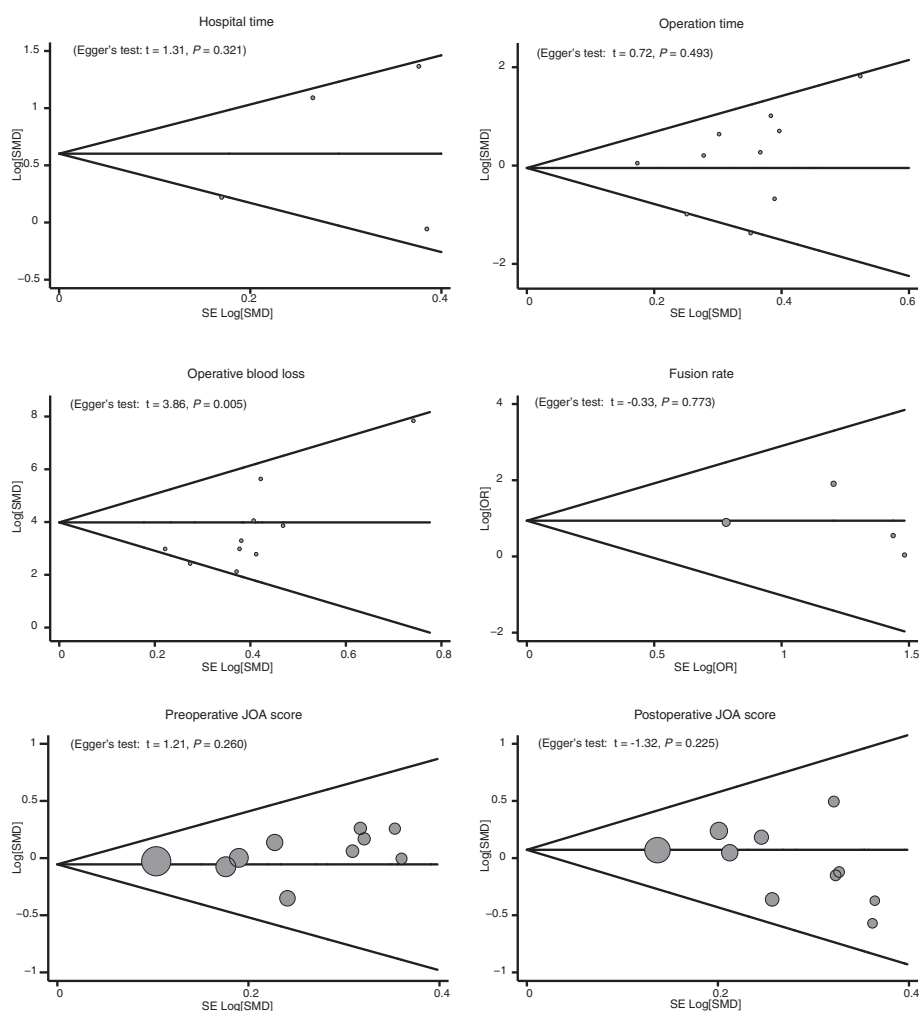 Hospital time
(Egger's test: t = 1.31, P = 0.321)
Log[SMD]
1.5
1
0.5
0
−0.5
0
0.2
0.4
SE Log[SMD]
Operation time
(Egger's test: t = 0.72, P = 0.493)
Log[SMD]
2
0
−2
0
0.2
0.4
0.6
SE Log[SMD]
Operative blood loss
(Egger's test: t = 3.86, P = 0.005)
Log[SMD]
8
6
4
2
0
0
0.2
0.4
0.6
0.8
SE Log[SMD]
Fusion rate
(Egger's test: t = -0.33, P = 0.773)
Log[OR]
4
2
0
−2
0
0.5
1
1.5
SE Log[OR]
Preoperative JOA score
(Egger's test: t = 1.21, P = 0.260)
Log[SMD]
1
0.5
0
−0.5
−1
0
0.2
0.4
SE Log[SMD]
Postoperative JOA score
(Egger's test: t = -1.32, P = 0.225)
Log[SMD]
1
0.5
0
−0.5
−1
0
0.2
0.4
SE Log[SMD]